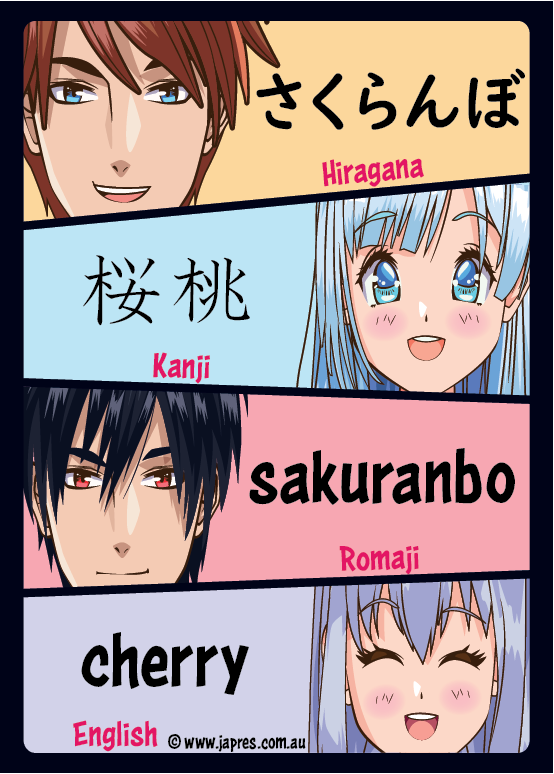 さくらんぼ
Hiragana
桜桃
Kanji
sakuranbo
Romaji
cherry
English © www.japres.com.au